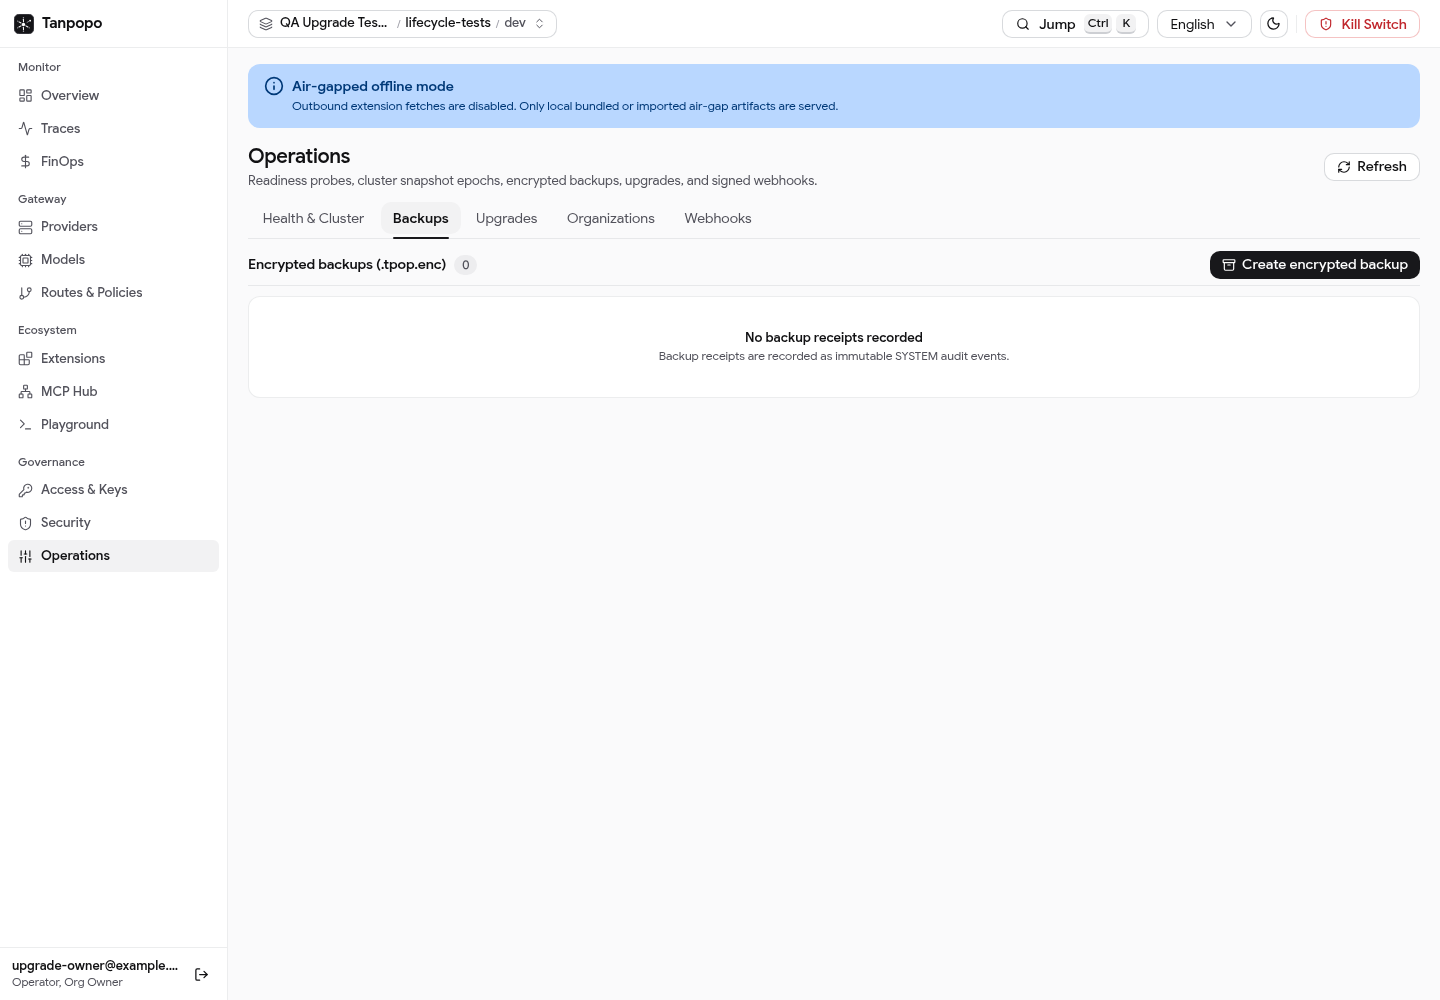 Tanpopo
QA Upgrade Tes... / lifecycle-tests / dev
Jump Ctrl K
English
Kill Switch
Monitor
Overview
Traces
FinOps
Gateway
Providers
Models
Routes & Policies
Ecosystem
Extensions
MCP Hub
Playground
Governance
Access & Keys
Security
Operations
upgrade-owner@example....
Operator, Org Owner
Air-gapped offline mode
Outbound extension fetches are disabled. Only local bundled or imported air-gap artifacts are served.
Operations
Readiness probes, cluster snapshot epochs, encrypted backups, upgrades, and signed webhooks.
Refresh
Health & Cluster Backups Upgrades Organizations Webhooks
Encrypted backups (.tpop.enc) 0
Create encrypted backup
No backup receipts recorded
Backup receipts are recorded as immutable SYSTEM audit events.